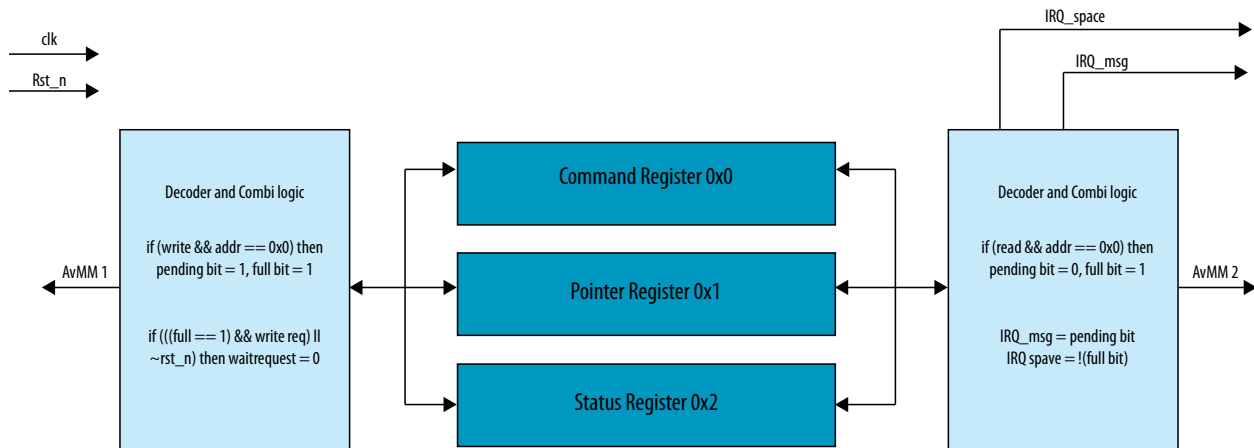 clk
Rst_n
IRQ_space
IRQ_msg
Decoder and Combi logic
if (write && addr == 0x0) then
pending bit = 1, full bit = 1
if (((full == 1) && write req) ll
~rst_n) then waitrequest = 0
AvMM 1
Command Register 0x0
Pointer Register 0x1
Status Register 0x2
Decoder and Combi logic
if (read && addr == 0x0) then
pending bit = 0, full bit = 1
IRQ_msg = pending bit
IRQ spave = !(full bit)
AvMM 2